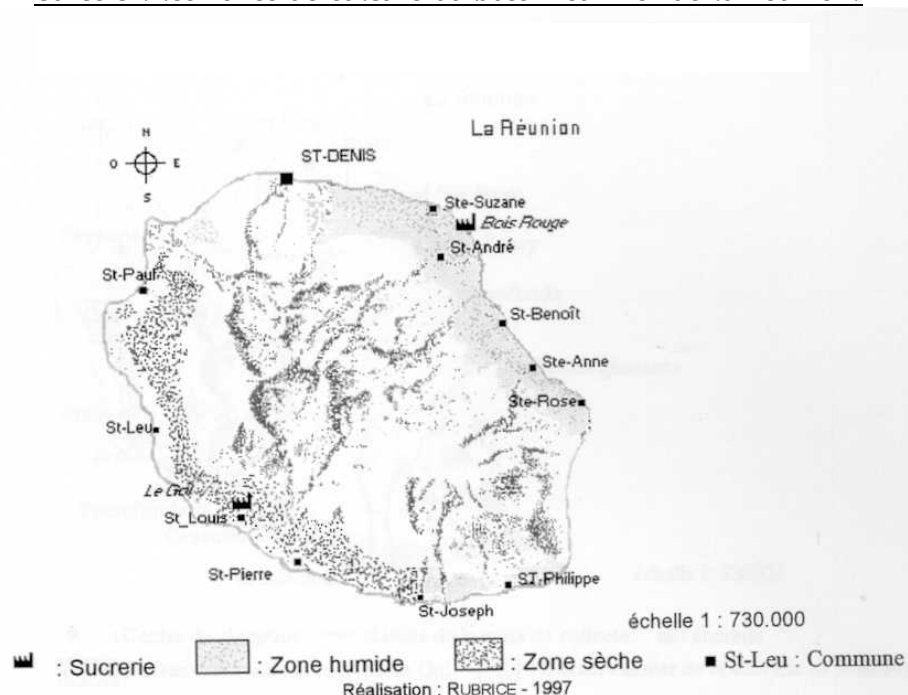 La Réunion
N
O E
S
ST-DENIS
Ste-Suzane
Bois Rouge
St-André
St-Paul
St-Benoît
Ste-Anne
Ste-Rose
St-Leu
Le Gol
St_Louis
St-Pierre
ST-Philippe
St-Joseph
échelle 1 : 730.000
: Sucrerie : Zone humide : Zone sèche St-Leu : Commune
Réalisation : RUBRICE - 1997